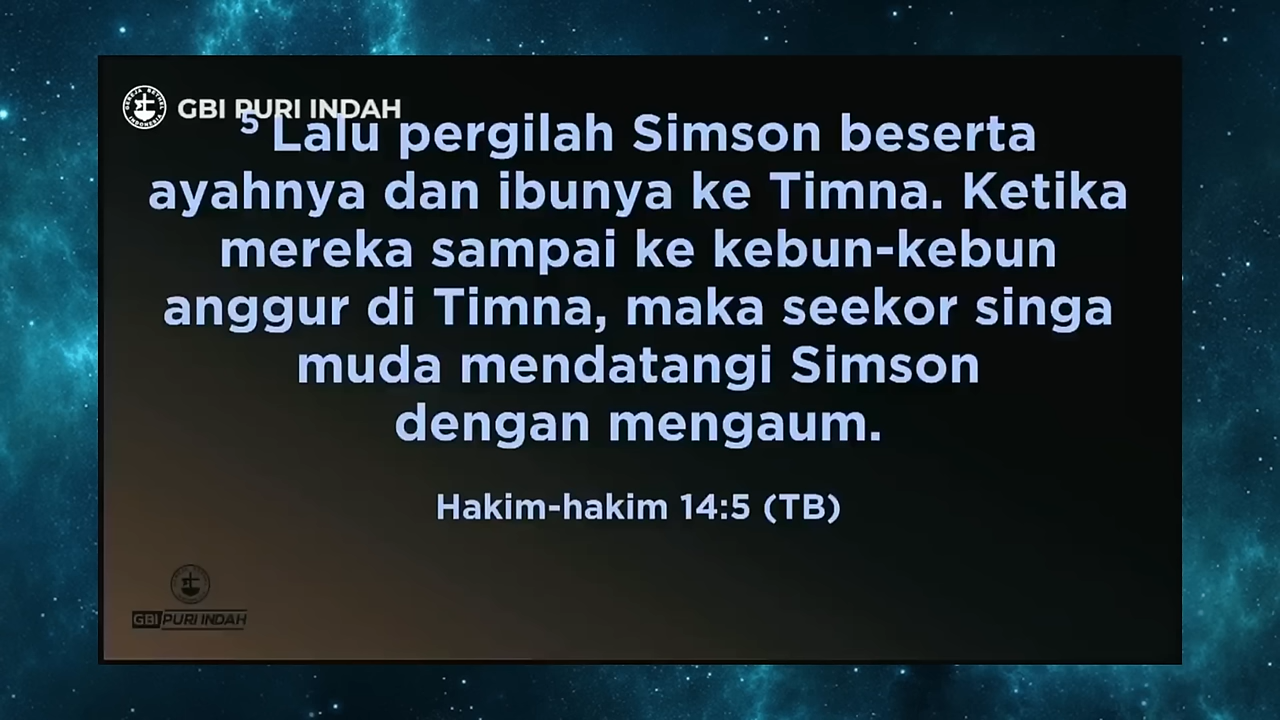 GBI PURI INDAH
5 Lalu pergilah Simson beserta
ayahnya dan ibunya ke Timna. Ketika
mereka sampai ke kebun-kebun
anggur di Timna, maka seekor singa
muda mendatangi Simson
dengan mengaum.
Hakim-hakim 14:5 (TB)
GBI PURI INDAH